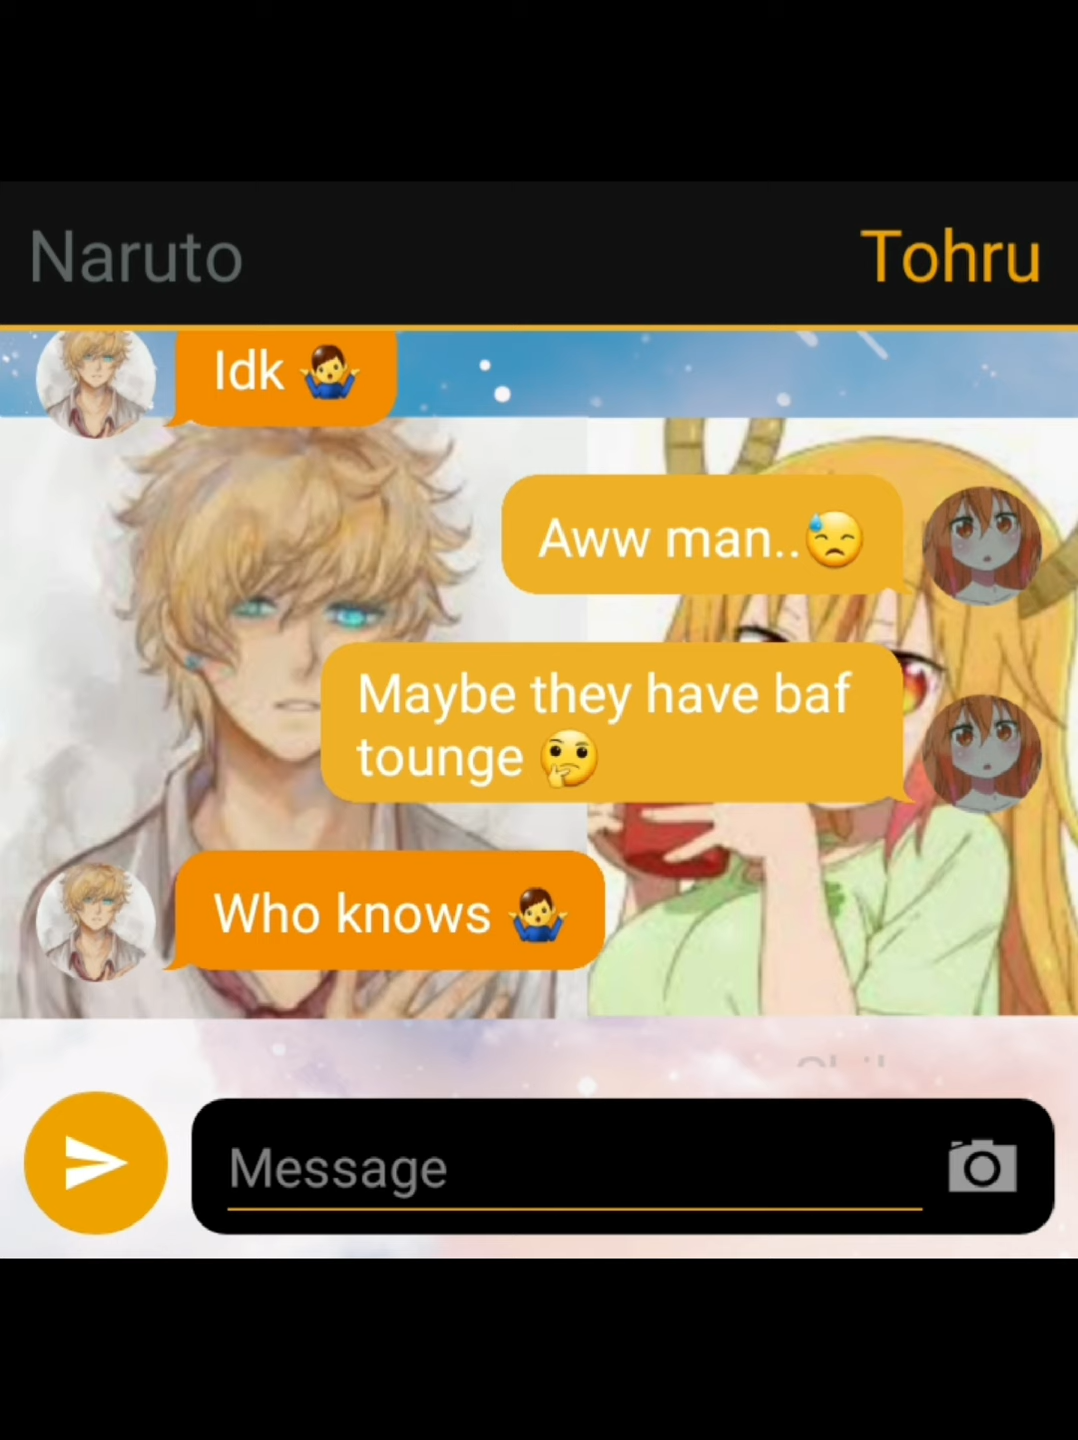 Naruto
Tohru
Idk 🤷‍♂️
Aww man..😓
Maybe they have baf
tounge 🤔
Who knows 🤷‍♂️
Message